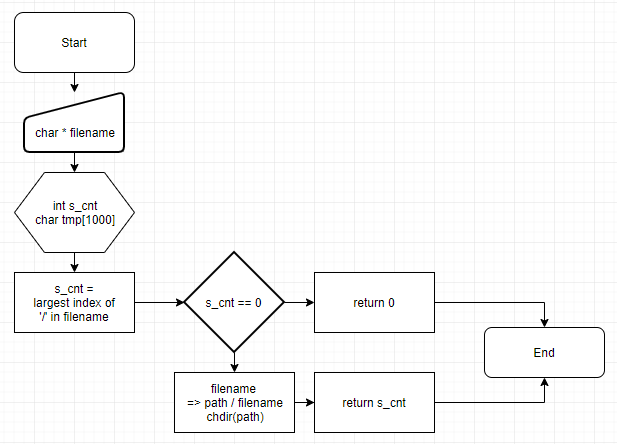 Start
char * filename
int s_cnt
char tmp[1000]
s_cnt =
largest index of
'/' in filename
s_cnt == 0
return 0
End
filename
=> path / filename
chdir(path)
return s_cnt